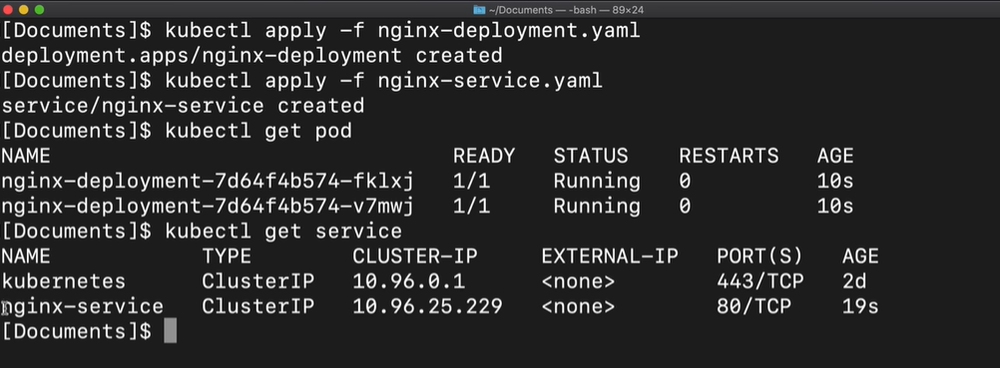 ~/Documents — -bash — 89×24
[Documents]$ kubectl apply -f nginx-deployment.yaml
deployment.apps/nginx-deployment created
[Documents]$ kubectl apply -f nginx-service.yaml
service/nginx-service created
[Documents]$ kubectl get pod
NAME READY STATUS RESTARTS AGE
nginx-deployment-7d64f4b574-fklxj 1/1 Running 0 10s
nginx-deployment-7d64f4b574-v7mwj 1/1 Running 0 10s
[Documents]$ kubectl get service
NAME TYPE CLUSTER-IP EXTERNAL-IP PORT(S) AGE
kubernetes ClusterIP 10.96.0.1 <none> 443/TCP 2d
nginx-service ClusterIP 10.96.25.229 <none> 80/TCP 19s
[Documents]$